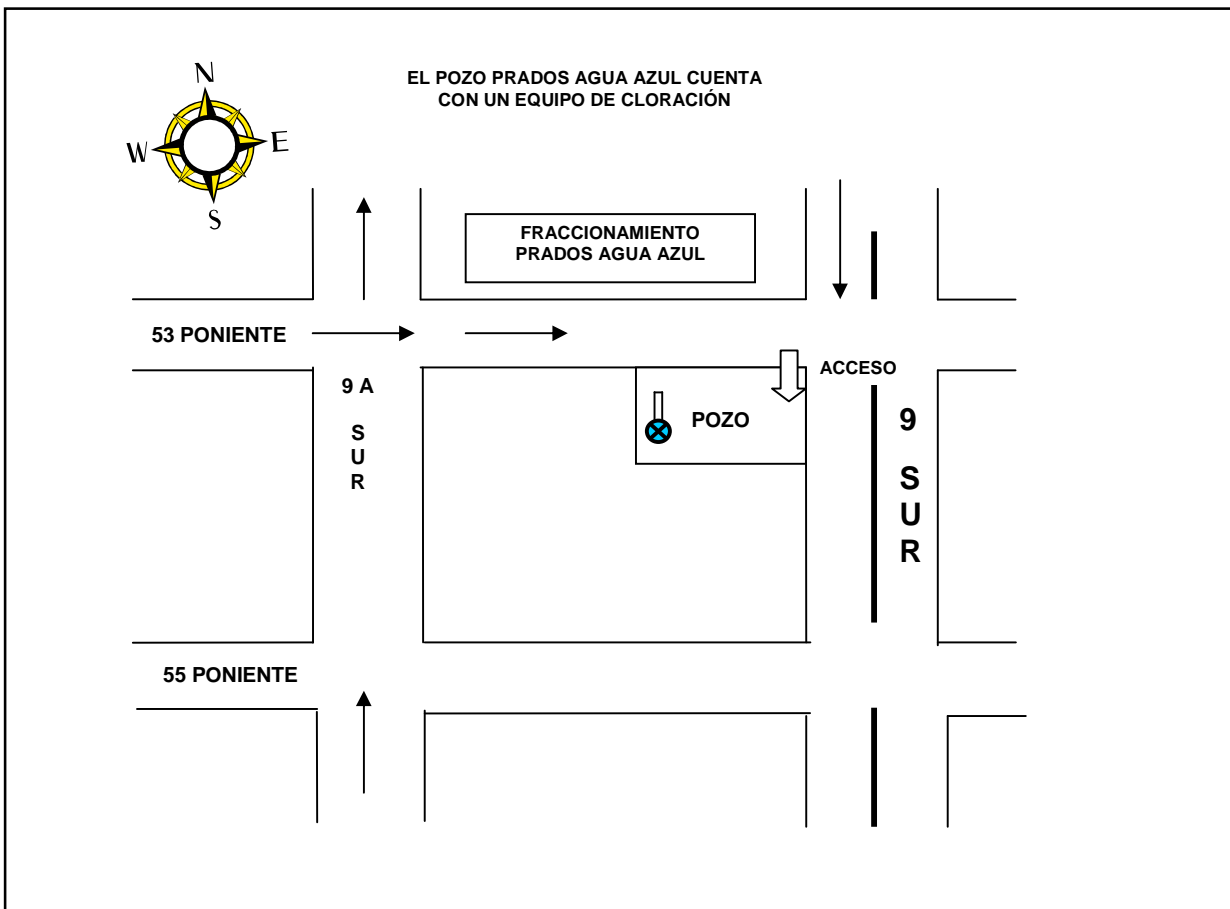 N
W
E
S
EL POZO PRADOS AGUA AZUL CUENTA
CON UN EQUIPO DE CLORACIÓN
FRACCIONAMIENTO
PRADOS AGUA AZUL
53 PONIENTE
ACCESO
9 A
S
U
R
POZO
9
S
U
R
55 PONIENTE